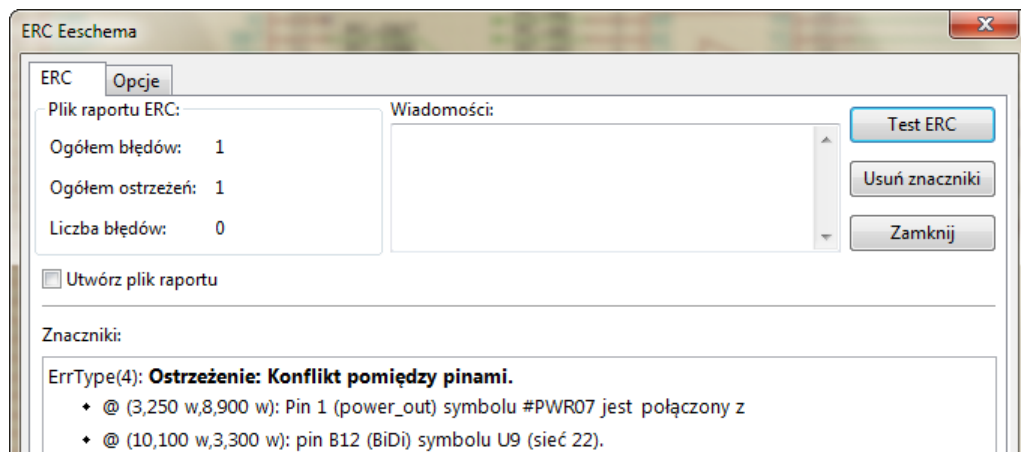 ERC Eeschema
ERC
Opcje
Plik raportu ERC:
Ogółem błędów: 1
Ogółem ostrzeżeń: 1
Liczba błędów: 0
Wiadomości:
Test ERC
Usuń znaczniki
Zamknij
Utwórz plik raportu
Znaczniki:
ErrType(4): Ostrzeżenie: Konflikt pomiędzy pinami.
• @ (3,250 w,8,900 w): Pin 1 (power_out) symbolu #PWR07 jest połączony z
• @ (10,100 w,3,300 w): pin B12 (BiDi) symbolu U9 (sieć 22).